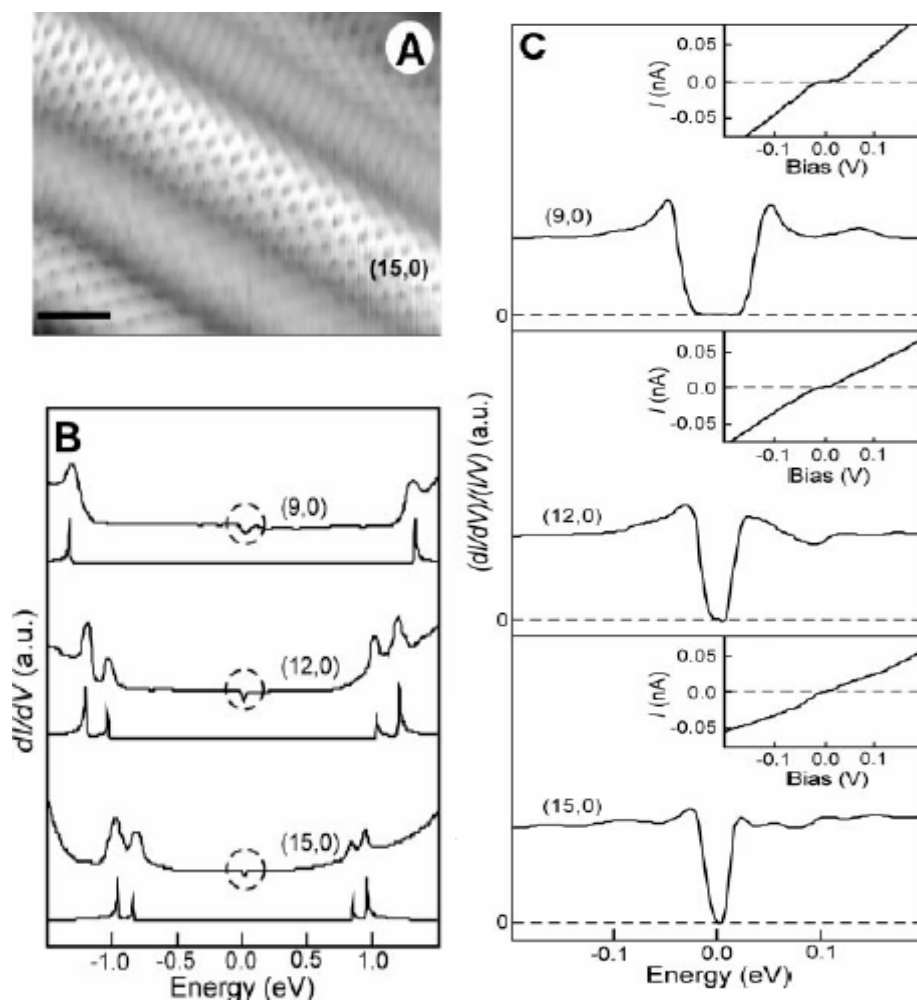 A
(15,0)
B
(9,0)
(12,0)
(15,0)
dI/dV (a.u.)
-1.0 -0.5 0.0 0.5 1.0
Energy (eV)
C
I (nA)
0.05
0.0
-0.05
-0.1 0.0 0.1
Bias (V)
(9,0)
0
I (nA)
0.05
0.0
-0.05
-0.1 0.0 0.1
Bias (V)
(12,0)
0
I (nA)
0.05
0.0
-0.05
-0.1 0.0 0.1
Bias (V)
(15,0)
0
(dI/dV)/(I/V) (a.u.)
-0.1 0.0 0.1
Energy (eV)